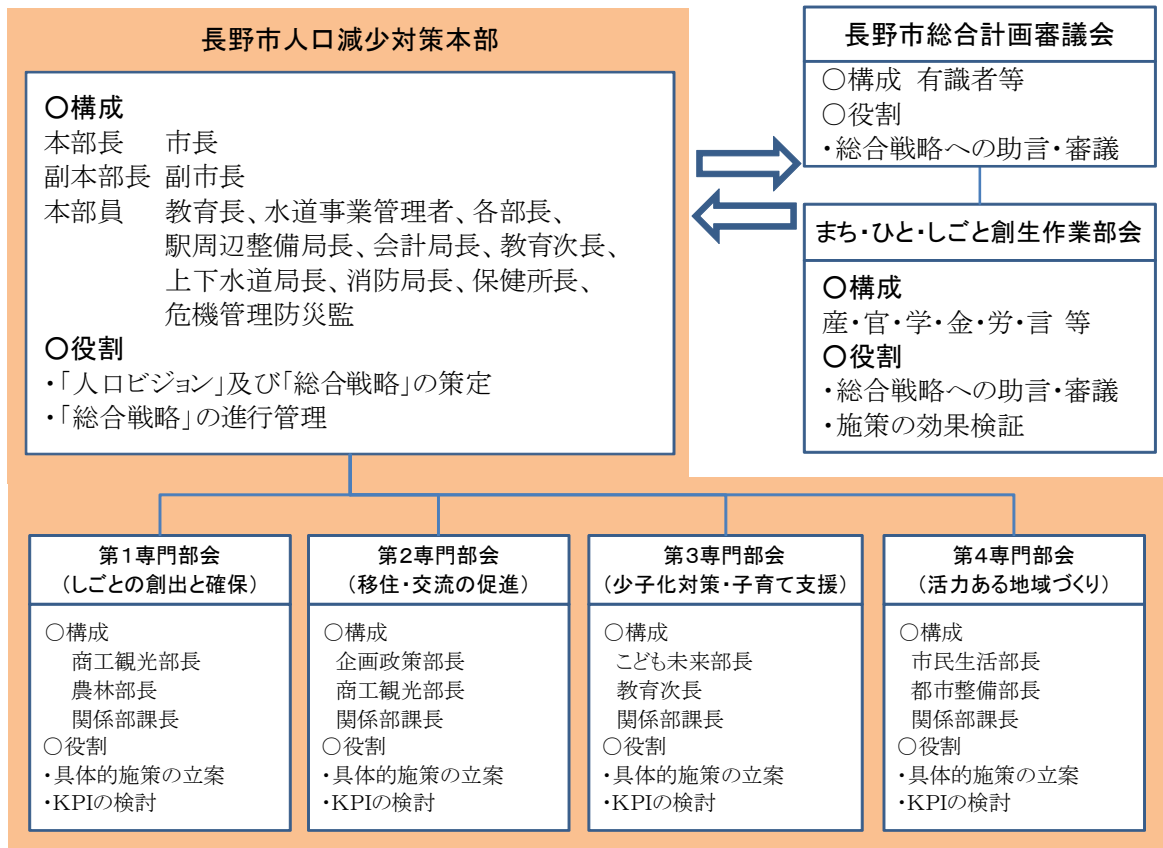 長野市人口減少対策本部
○構成
本部長 市長
副本部長 副市長
本部員 教育長、水道事業管理者、各部長、
駅周辺整備局長、会計局長、教育次長、
上下水道局長、消防局長、保健所長、
危機管理防災監
○役割
・「人口ビジョン」及び「総合戦略」の策定
・「総合戦略」の進行管理
長野市総合計画審議会
○構成 有識者等
○役割
・総合戦略への助言・審議
まち・ひと・しごと創生作業部会
○構成
産・官・学・金・労・言 等
○役割
・総合戦略への助言・審議
・施策の効果検証
第1専門部会
(しごとの創出と確保)
○構成
商工観光部長
農林部長
関係部課長
○役割
・具体的施策の立案
・KPIの検討
第2専門部会
(移住・交流の促進)
○構成
企画政策部長
商工観光部長
関係部課長
○役割
・具体的施策の立案
・KPIの検討
第3専門部会
(少子化対策・子育て支援)
○構成
こども未来部長
教育次長
関係部課長
○役割
・具体的施策の立案
・KPIの検討
第4専門部会
(活力ある地域づくり)
○構成
市民生活部長
都市整備部長
関係部課長
○役割
・具体的施策の立案
・KPIの検討